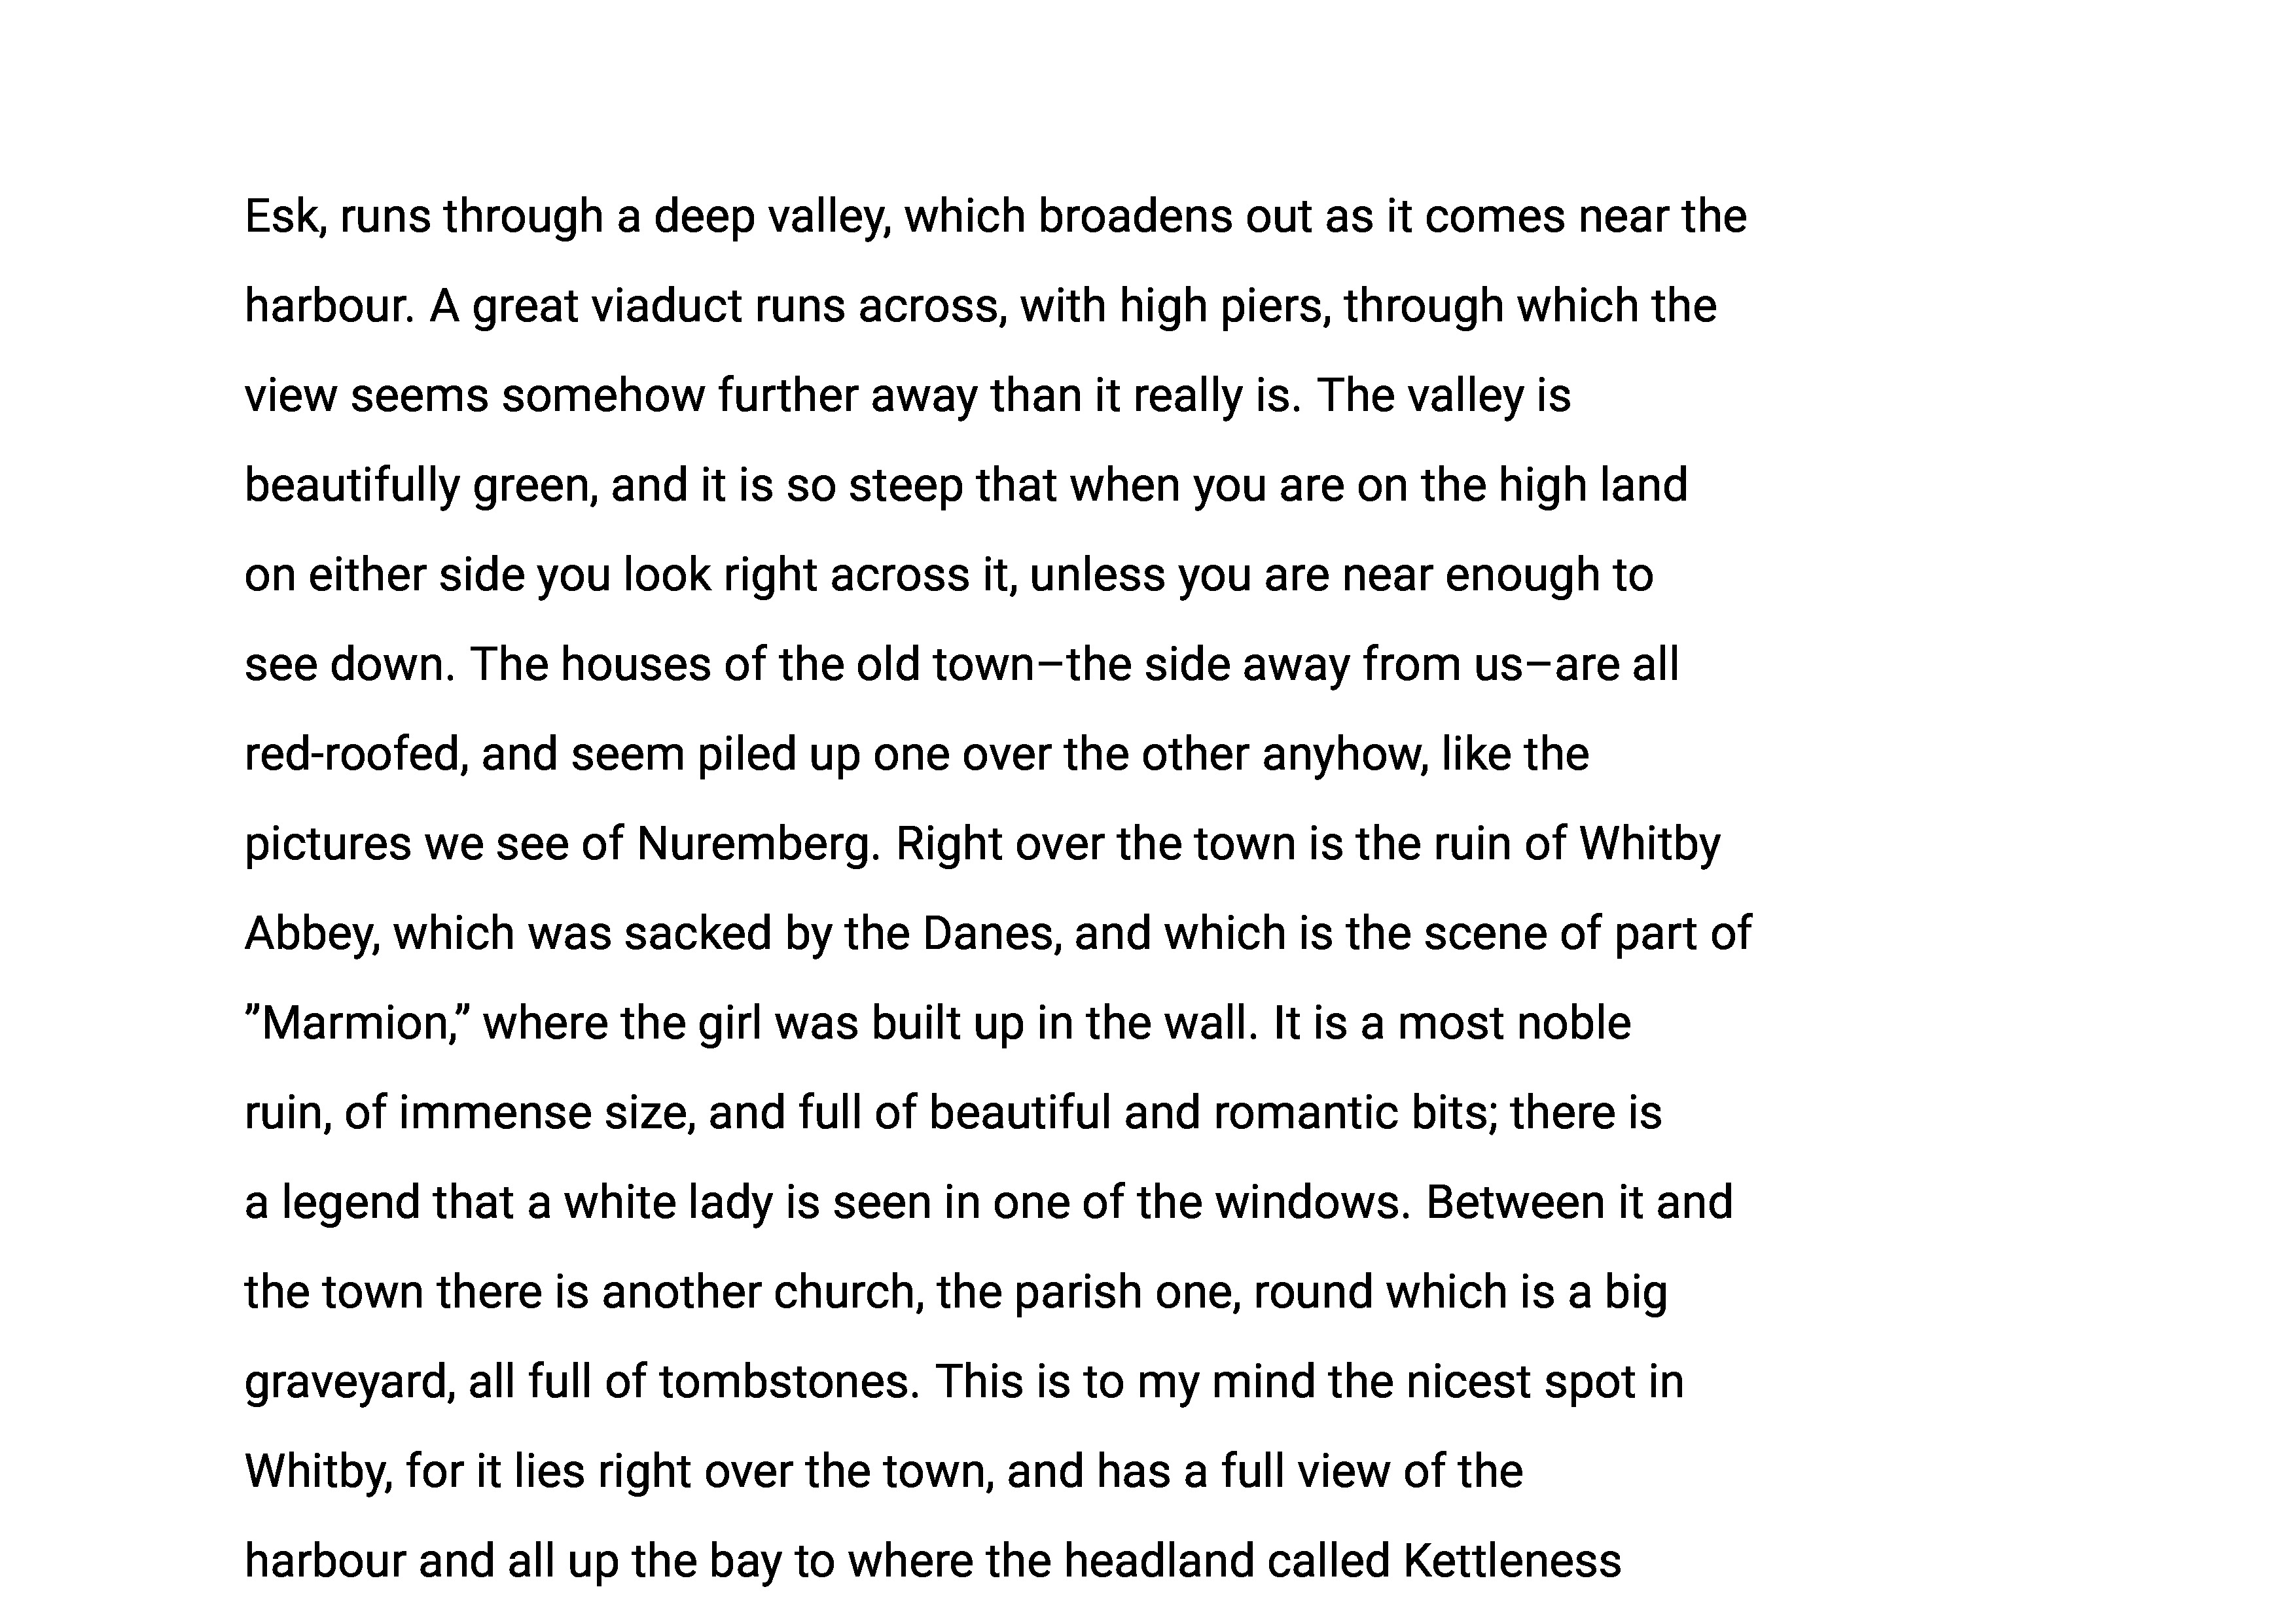 Esk, runs through a deep valley, which broadens out as it comes near the
harbour. A great viaduct runs across, with high piers, through which the
view seems somehow further away than it really is. The valley is
beautifully green, and it is so steep that when you are on the high land
on either side you look right across it, unless you are near enough to
see down. The houses of the old town–the side away from us–are all
red-roofed, and seem piled up one over the other anyhow, like the
pictures we see of Nuremberg. Right over the town is the ruin of Whitby
Abbey, which was sacked by the Danes, and which is the scene of part of
”Marmion,” where the girl was built up in the wall. It is a most noble
ruin, of immense size, and full of beautiful and romantic bits; there is
a legend that a white lady is seen in one of the windows. Between it and
the town there is another church, the parish one, round which is a big
graveyard, all full of tombstones. This is to my mind the nicest spot in
Whitby, for it lies right over the town, and has a full view of the
harbour and all up the bay to where the headland called Kettleness